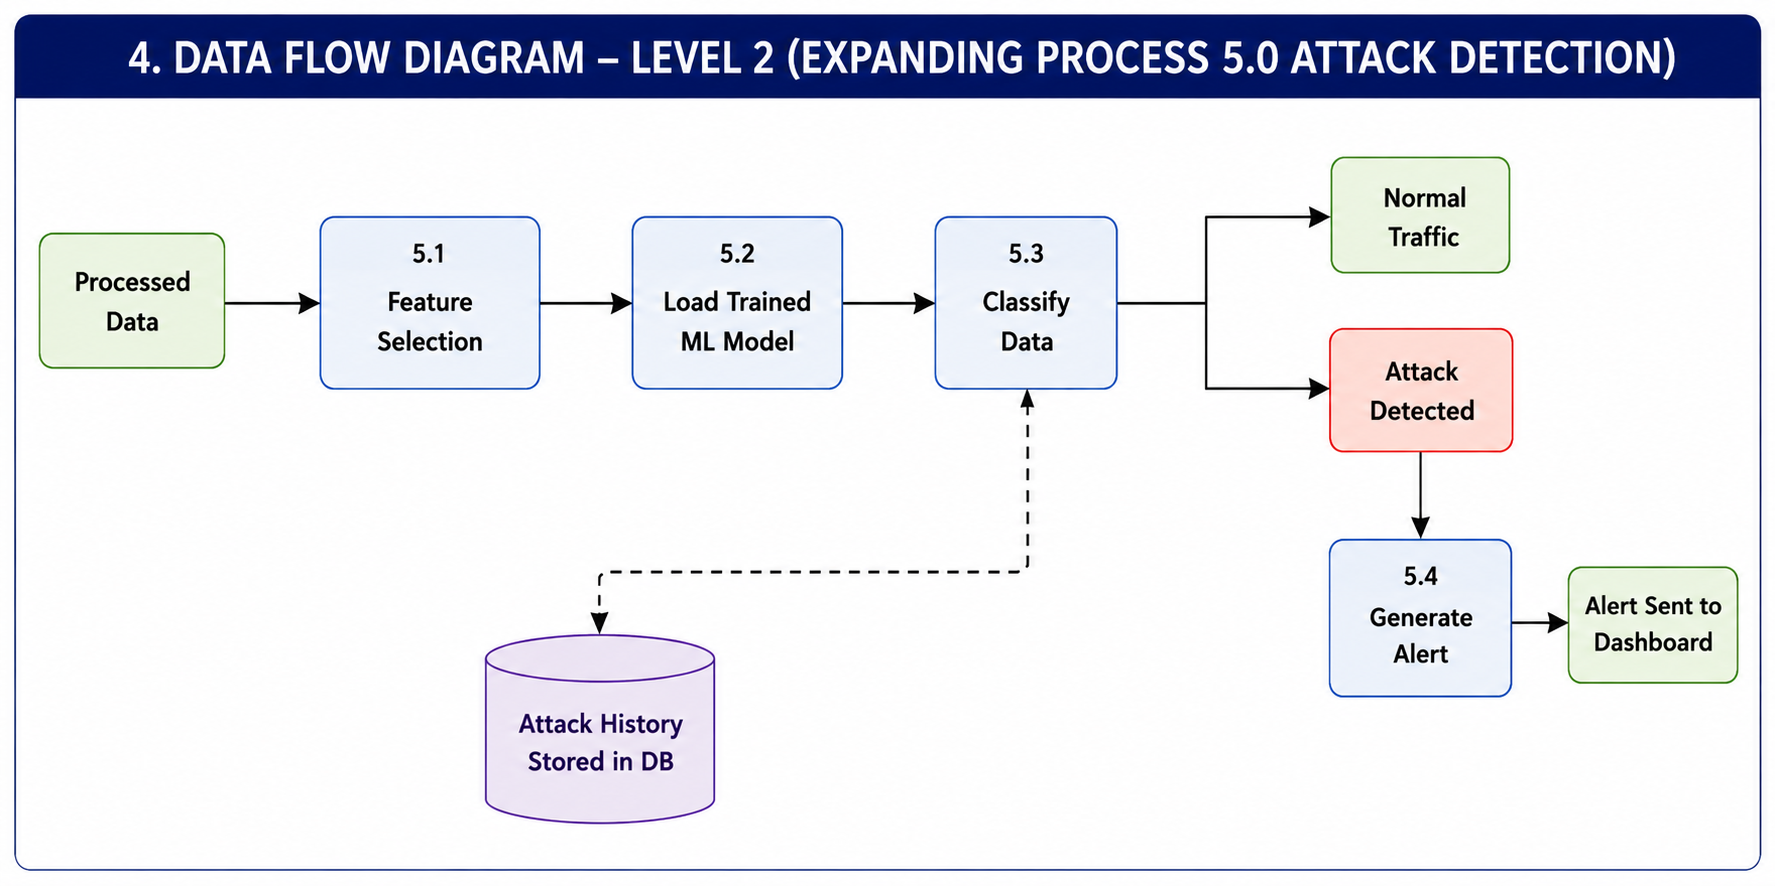 4. DATA FLOW DIAGRAM – LEVEL 2 (EXPANDING PROCESS 5.0 ATTACK DETECTION)
Processed
Data
5.1
Feature
Selection
5.2
Load Trained
ML Model
5.3
Classify
Data
Normal
Traffic
Attack
Detected
5.4
Generate
Alert
Alert Sent to
Dashboard
Attack History
Stored in DB